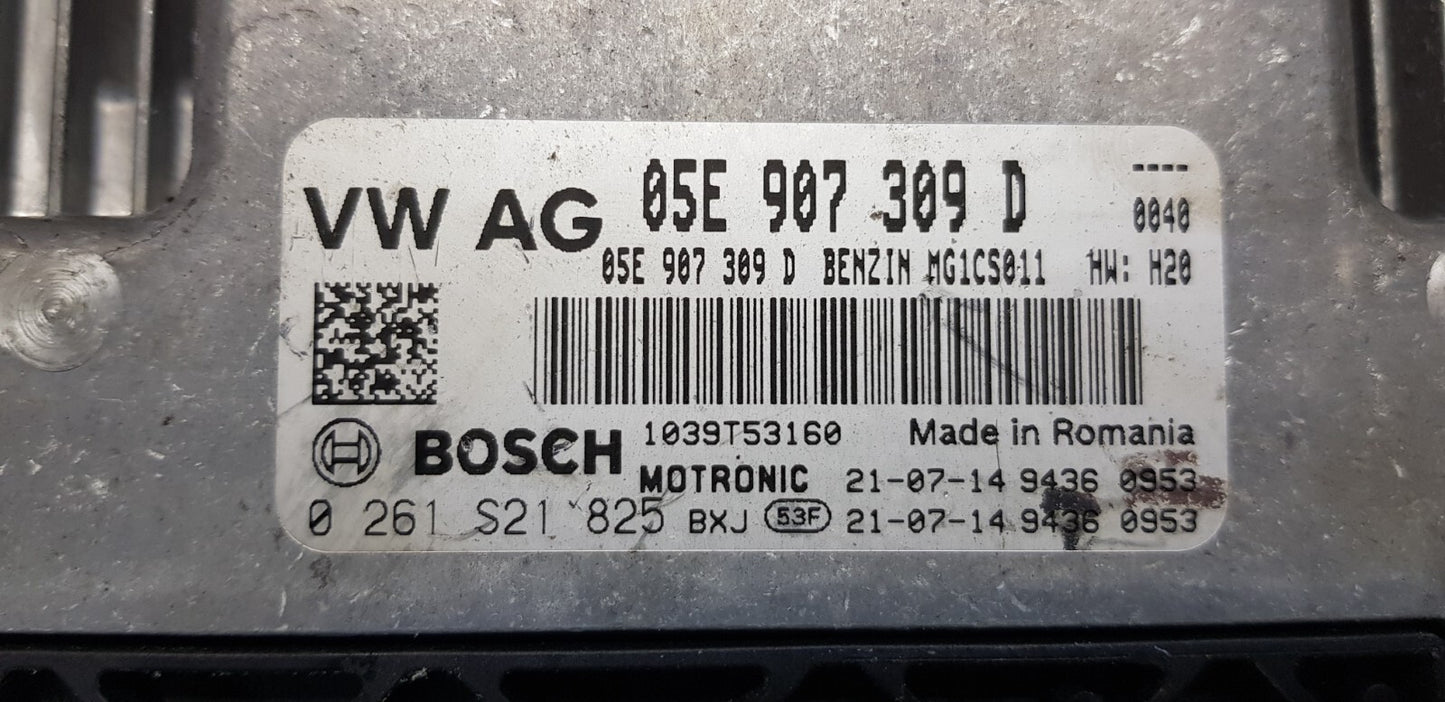 VW AG 05E 907 309 D ----
0040
05E 907 309 D BENZIN MG1CS011 HW: H20
BOSCH 1039T53160 Made in Romania
MOTRONIC 21-07-14 9436 0953
0 261 S21 825 BXJ 53F 21-07-14 9436 0953